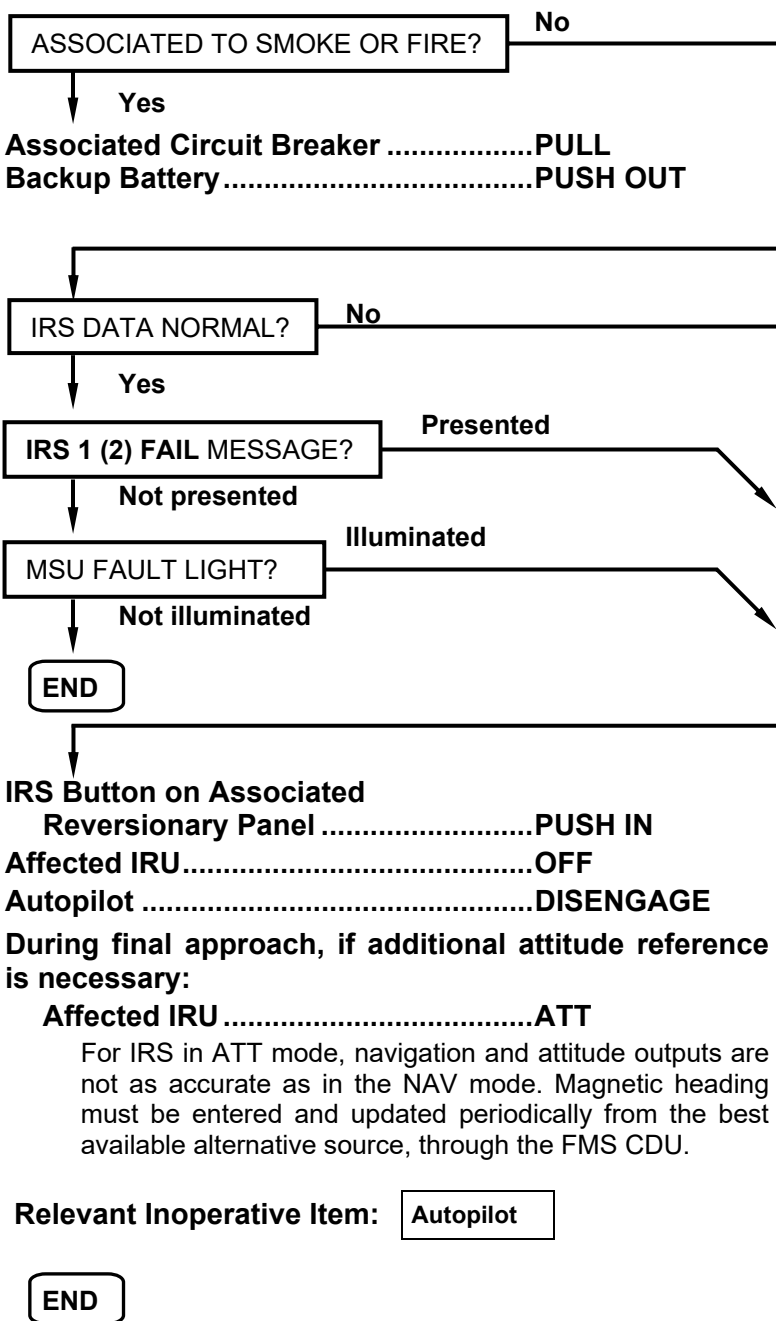 No
ASSOCIATED TO SMOKE OR FIRE?
Yes
Associated Circuit Breaker ..................PULL
Backup Battery......................................PUSH OUT
IRS DATA NORMAL?
No
Yes
Presented
IRS 1 (2) FAIL MESSAGE?
Not presented
Illuminated
MSU FAULT LIGHT?
Not illuminated
END
IRS Button on Associated
Reversionary Panel ..........................PUSH IN
Affected IRU...........................................OFF
Autopilot ................................................DISENGAGE
During final approach, if additional attitude reference
is necessary:
Affected IRU ......................................ATT
For IRS in ATT mode, navigation and attitude outputs are
not as accurate as in the NAV mode. Magnetic heading
must be entered and updated periodically from the best
available alternative source, through the FMS CDU.
Relevant Inoperative Item: Autopilot
END